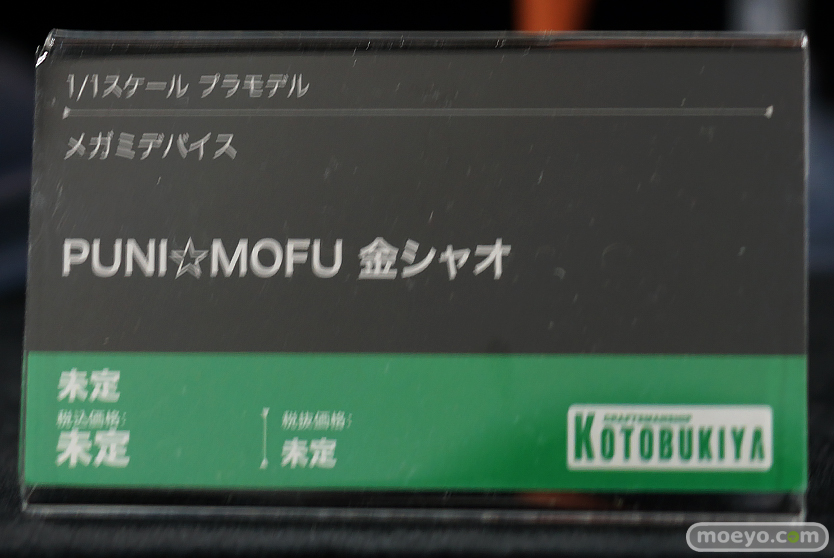 1/1スケール プラモデル
メガミデバイス
PUNI☆MOFU 金シャオ
未定
税込価格:
未定
税抜価格:
未定
CRAFTSMANSHIP
KOTOBUKIYA
moeyo.com